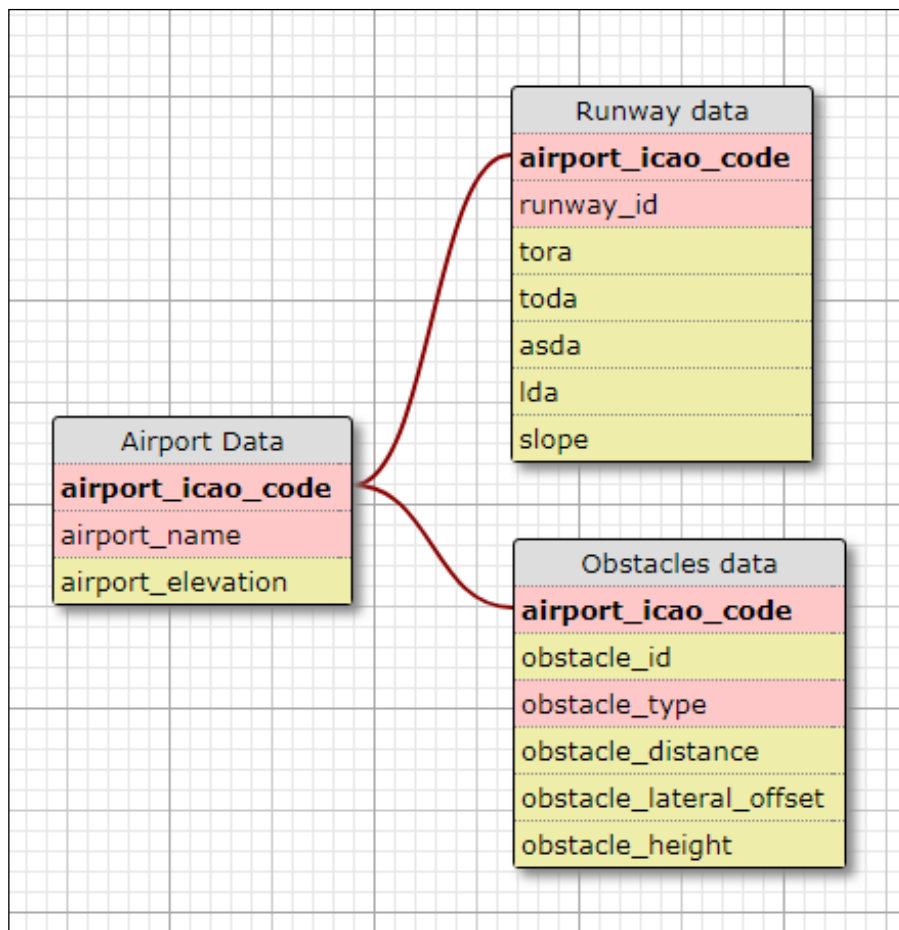 Runway data
airport_icao_code
runway_id
tora
toda
asda
lda
slope
Airport Data
airport_icao_code
airport_name
airport_elevation
Obstacles data
airport_icao_code
obstacle_id
obstacle_type
obstacle_distance
obstacle_lateral_offset
obstacle_height